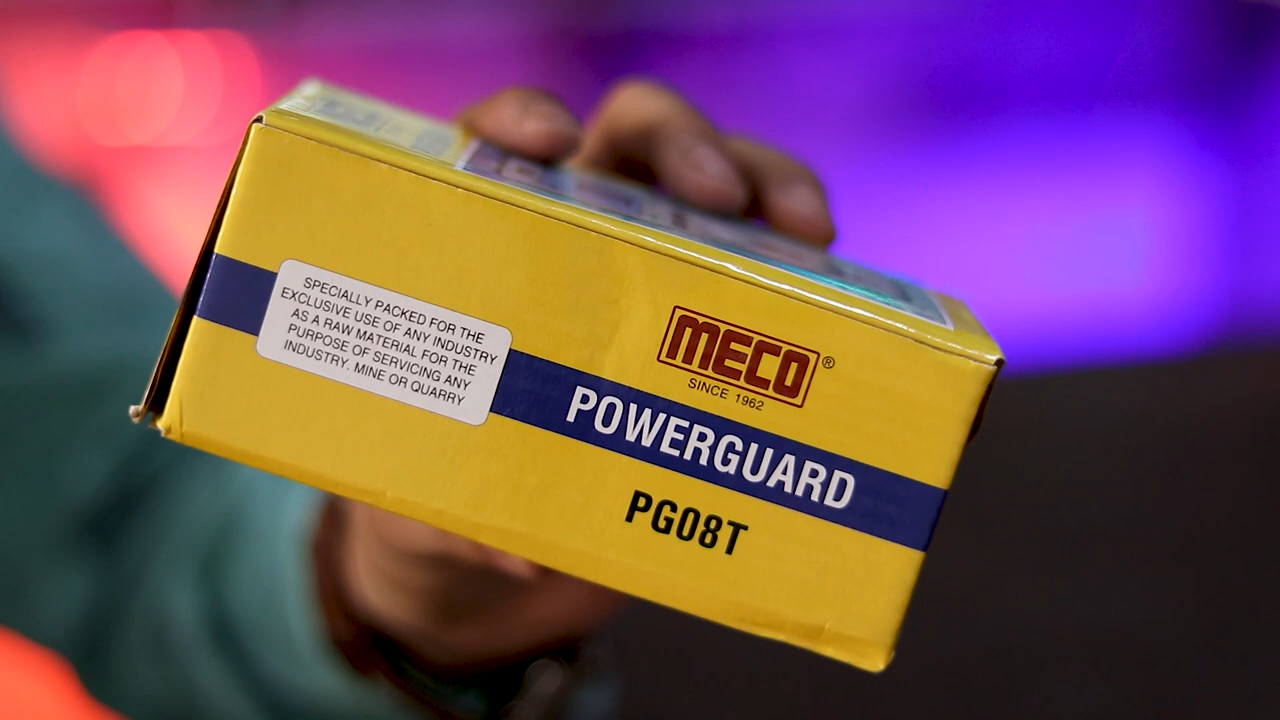 SPECIALLY PACKED FOR THE
EXCLUSIVE USE OF ANY INDUSTRY
AS A RAW MATERIAL FOR THE
PURPOSE OF SERVICING ANY
INDUSTRY. MINE OR QUARRY
MECO®
SINCE 1962
POWERGUARD
PG08T